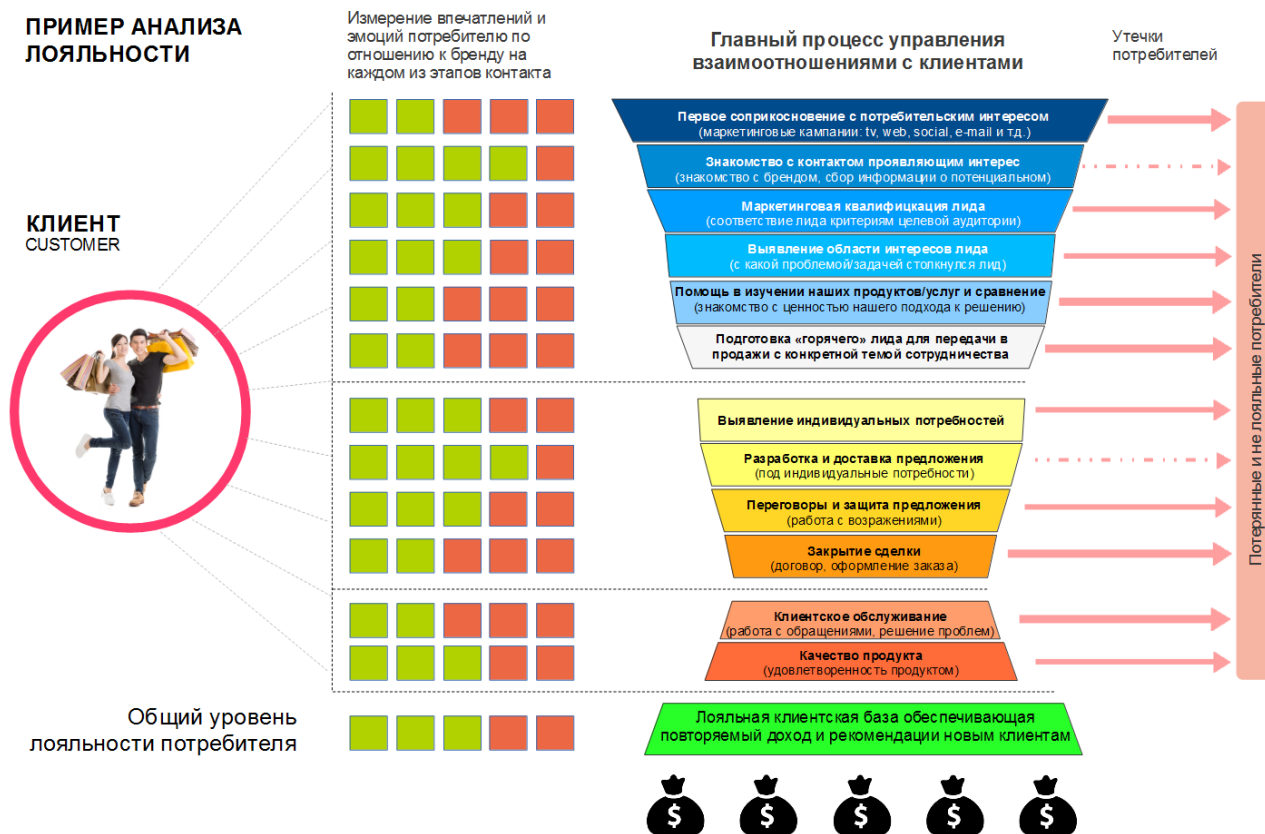 ПРИМЕР АНАЛИЗА
ЛОЯЛЬНОСТИ
Измерение впечатлений и
эмоций потребителю по
отношению к бренду на
каждом из этапов контакта
Главный процесс управления
взаимоотношениями с клиентами
Утечки
потребителей
КЛИЕНТ
CUSTOMER
Первое соприкосновение с потребительским интересом
(маркетинговые кампании: tv, web, social, e-mail и т.д.)
Знакомство с контактом проявляющим интерес
(знакомство с брендом, сбор информации о потенциальном)
Маркетинговая квалифицкация лида
(соответствие лида критериям целевой аудитории)
Выявление области интересов лида
(с какой проблемой/задачей столкнулся лид)
Помощь в изучении наших продуктов/услуг и сравнение
(знакомство с ценностью нашего подхода к решению)
Подготовка «горячего» лида для передачи в
продажи с конкретной темой сотрудничества
Выявление индивидуальных потребностей
Разработка и доставка предложения
(под индивидуальные потребности)
Переговоры и защита предложения
(работа с возражениями)
Закрытие сделки
(договор, оформление заказа)
Клиентское обслуживание
(работа с обращениями, решение проблем)
Качество продукта
(удовлетворенность продуктом)
Потерянные и не лояльные потребители
Общий уровень
лояльности потребителя
Лояльная клиентская база обеспечивающая
повторяемый доход и рекомендации новым клиентам
$ $ $ $ $